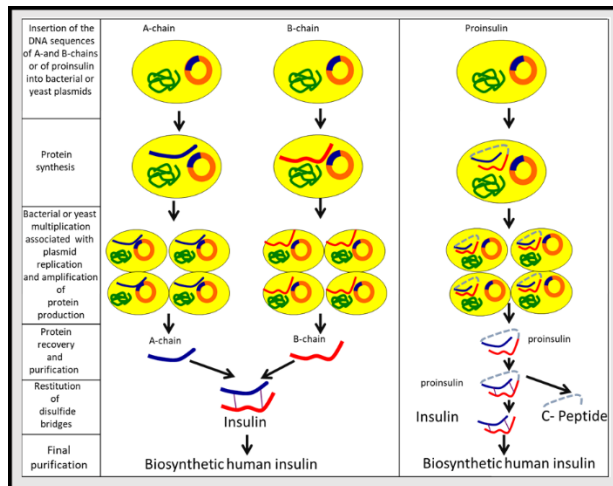 Insertion of the
DNA sequences
of A-and B-chains
or of proinsulin
into bacterial or
yeast plasmids
A-chain
B-chain
Proinsulin
Protein
synthesis
Bacterial or yeast
multiplication
associated with
plasmid
replication
and amplification
of
protein
production
Protein
recovery
and
purification
A-chain
B-chain
proinsulin
Restitution
of
disulfide
bridges
Insulin
proinsulin
Insulin
C- Peptide
Final
purification
Biosynthetic human insulin
Biosynthetic human insulin